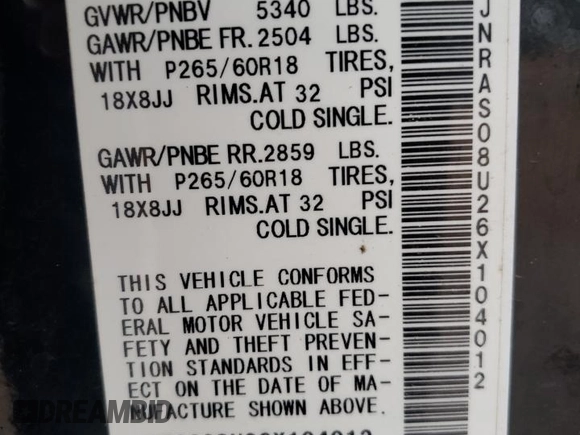 GVWR/PNBV 5340 LBS.
GAWR/PNBE FR. 2504 LBS.
WITH P265/60R18 TIRES,
18X8JJ RIMS.AT 32 PSI
COLD SINGLE.
GAWR/PNBE RR. 2859 LBS.
WITH P265/60R18 TIRES,
18X8JJ RIMS.AT 32 PSI
COLD SINGLE.
THIS VEHICLE CONFORMS
TO ALL APPLICABLE FED-
ERAL MOTOR VEHICLE SA-
FETY AND THEFT PREVEN-
TION STANDARDS IN EFF-
ECT ON THE DATE OF MA-
NUFACTURE SHOWN ABOVE.
JNRAS08U26X104012
DREAMBID